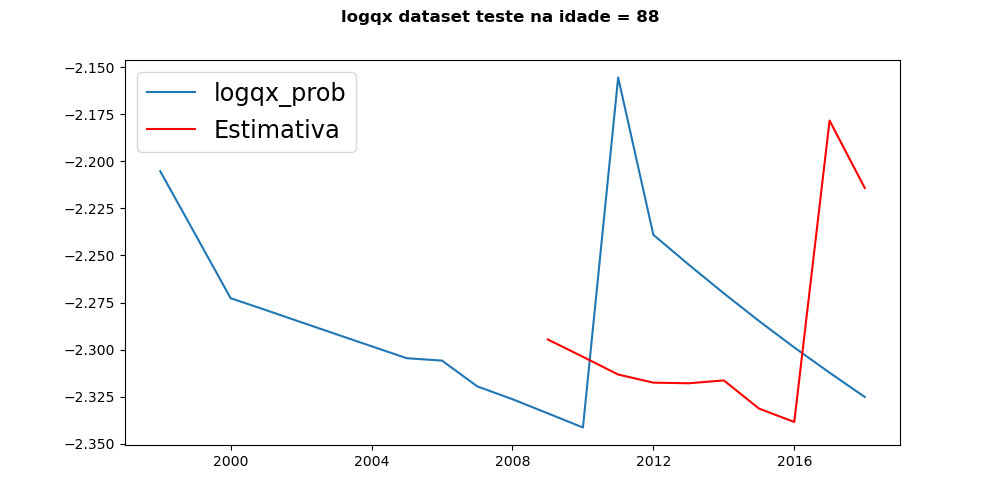 logqx dataset teste na idade = 88
logqx_prob
Estimativa
−2.150
−2.175
−2.200
−2.225
−2.250
−2.275
−2.300
−2.325
−2.350
2000 2004 2008 2012 2016